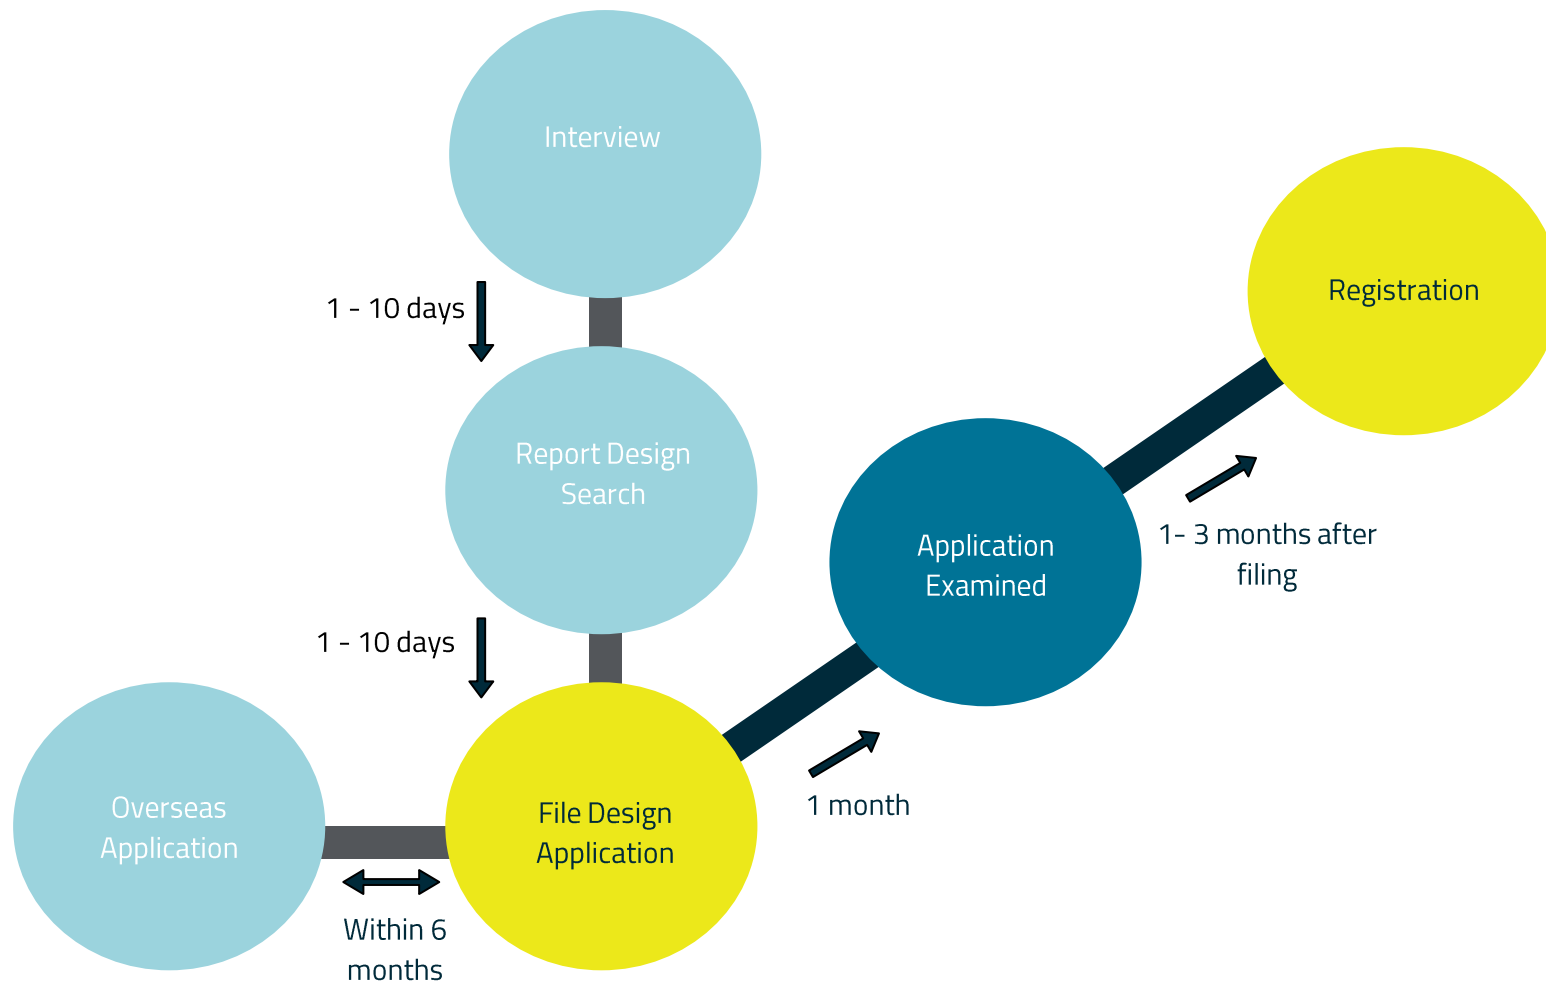 Interview
1 - 10 days
Report Design
Search
1 - 10 days
Overseas
Application
Within 6
months
File Design
Application
1 month
Application
Examined
1- 3 months after
filing
Registration